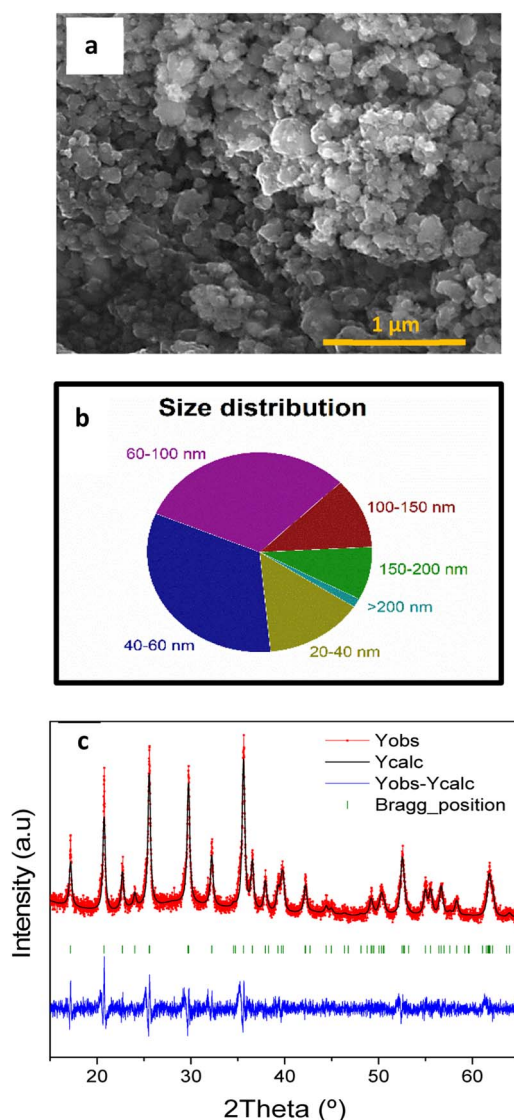 a
1 µm
b
Size distribution
60-100 nm
100-150 nm
150-200 nm
>200 nm
40-60 nm
20-40 nm
c
Yobs
Ycalc
Yobs-Ycalc
Bragg_position
Intensity (a.u)
20 30 40 50 60
2Theta (º)